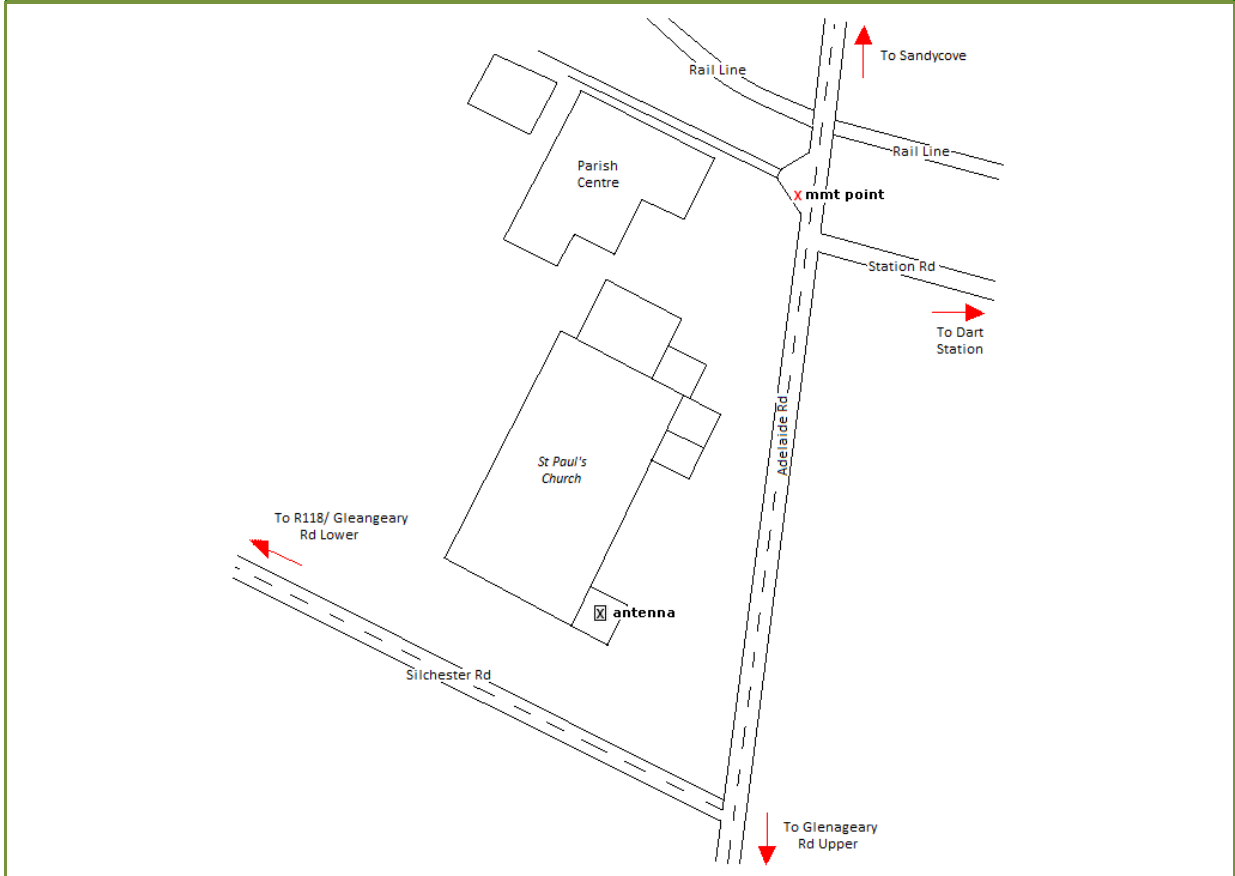 To Sandycove
Rail Line
Rail Line
Parish
Centre
X mmt point
Station Rd
To Dart
Station
Adelaide Rd
St Paul's
Church
To R118/ Gleangeary
Rd Lower
X antenna
Silchester Rd
To Glenageary
Rd Upper